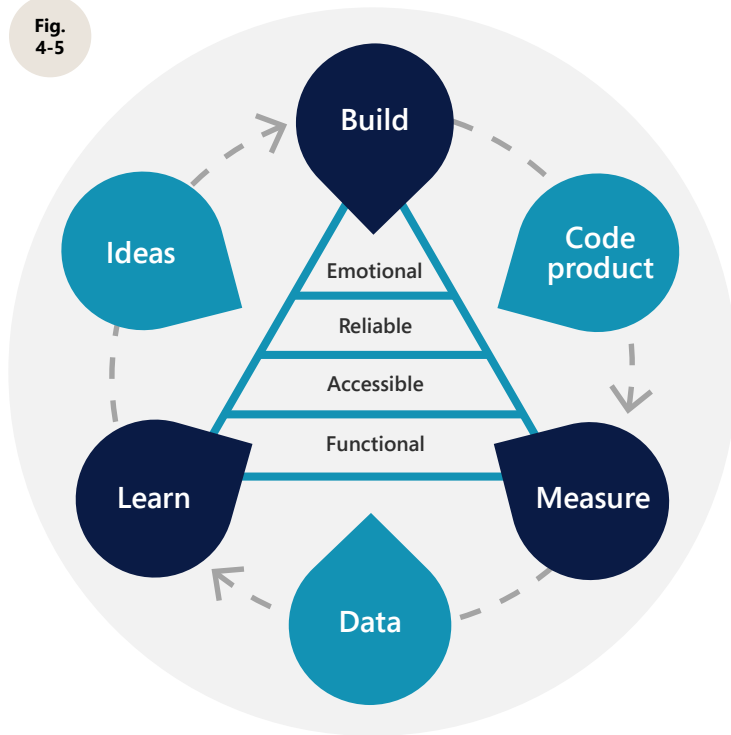 Fig.
4-5
Build
Ideas
Code
product
Emotional
Reliable
Accessible
Functional
Learn
Measure
Data